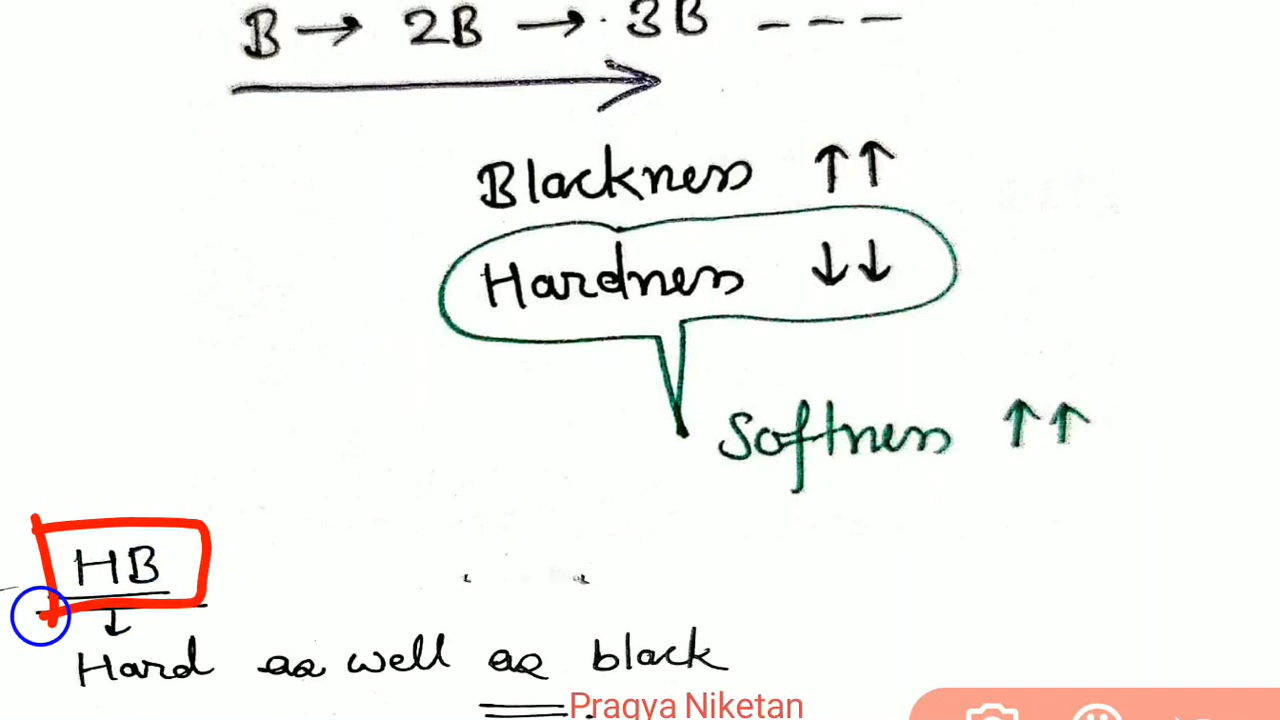 B → 2B → 3B - - -
Blackness ↑↑
Hardness ↓↓
Softness ↑↑
HB
↓
Hard as well as black
Pragya Niketan